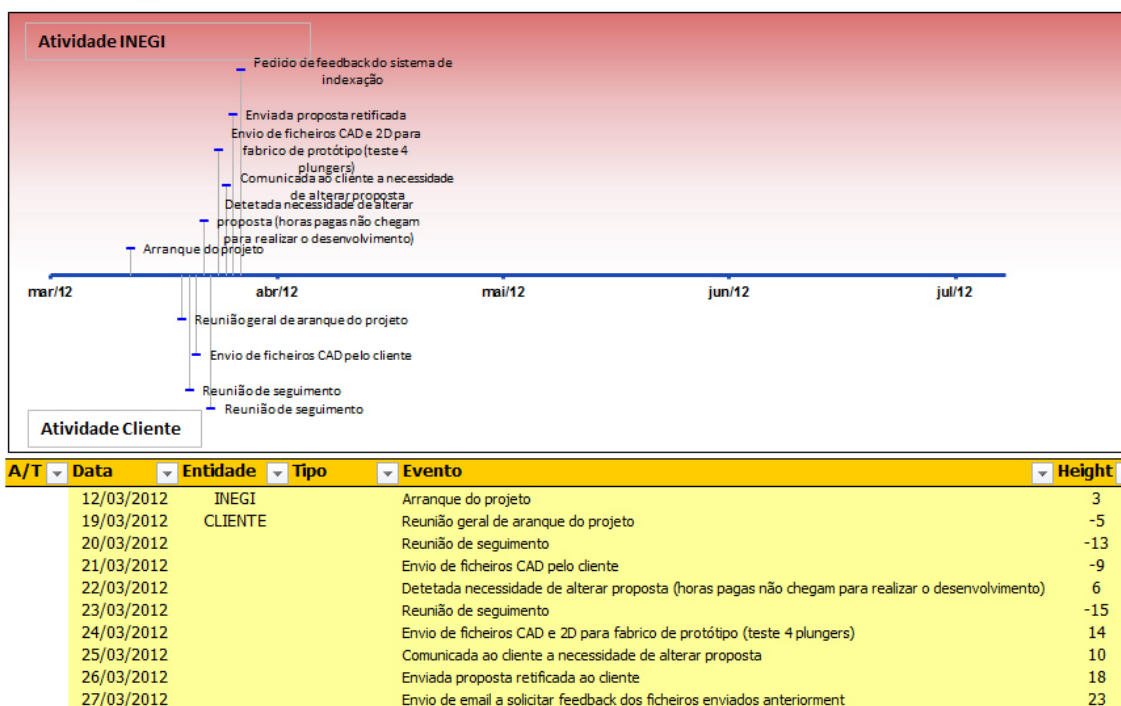 Atividade INEGI
Pedido de feedback do sistema de
indexação
Enviada proposta retificada
Envio de ficheiros CAD e 2D para
fabrico de protótipo (teste 4
plungers)
Comunicada ao cliente a necessidade
de alterar proposta
Detetada necessidade de alterar
proposta (horas pagas não chegam
para realizar o desenvolvimento)
Arranque do projeto
mar/12 abr/12 mai/12 jun/12 jul/12
Reunião geral de aranque do projeto
Envio de ficheiros CAD pelo cliente
Reunião de seguimento
Reunião de seguimento
Atividade Cliente
A/T Data Entidade Tipo Evento Height
12/03/2012 INEGI Arranque do projeto 3
19/03/2012 CLIENTE Reunião geral de aranque do projeto -5
20/03/2012 Reunião de seguimento -13
21/03/2012 Envio de ficheiros CAD pelo cliente -9
22/03/2012 Detetada necessidade de alterar proposta (horas pagas não chegam para realizar o desenvolvimento) 6
23/03/2012 Reunião de seguimento -15
24/03/2012 Envio de ficheiros CAD e 2D para fabrico de protótipo (teste 4 plungers) 14
25/03/2012 Comunicada ao cliente a necessidade de alterar proposta 10
26/03/2012 Enviada proposta retificada ao cliente 18
27/03/2012 Envio de email a solicitar feedback dos ficheiros enviados anteriorment 23